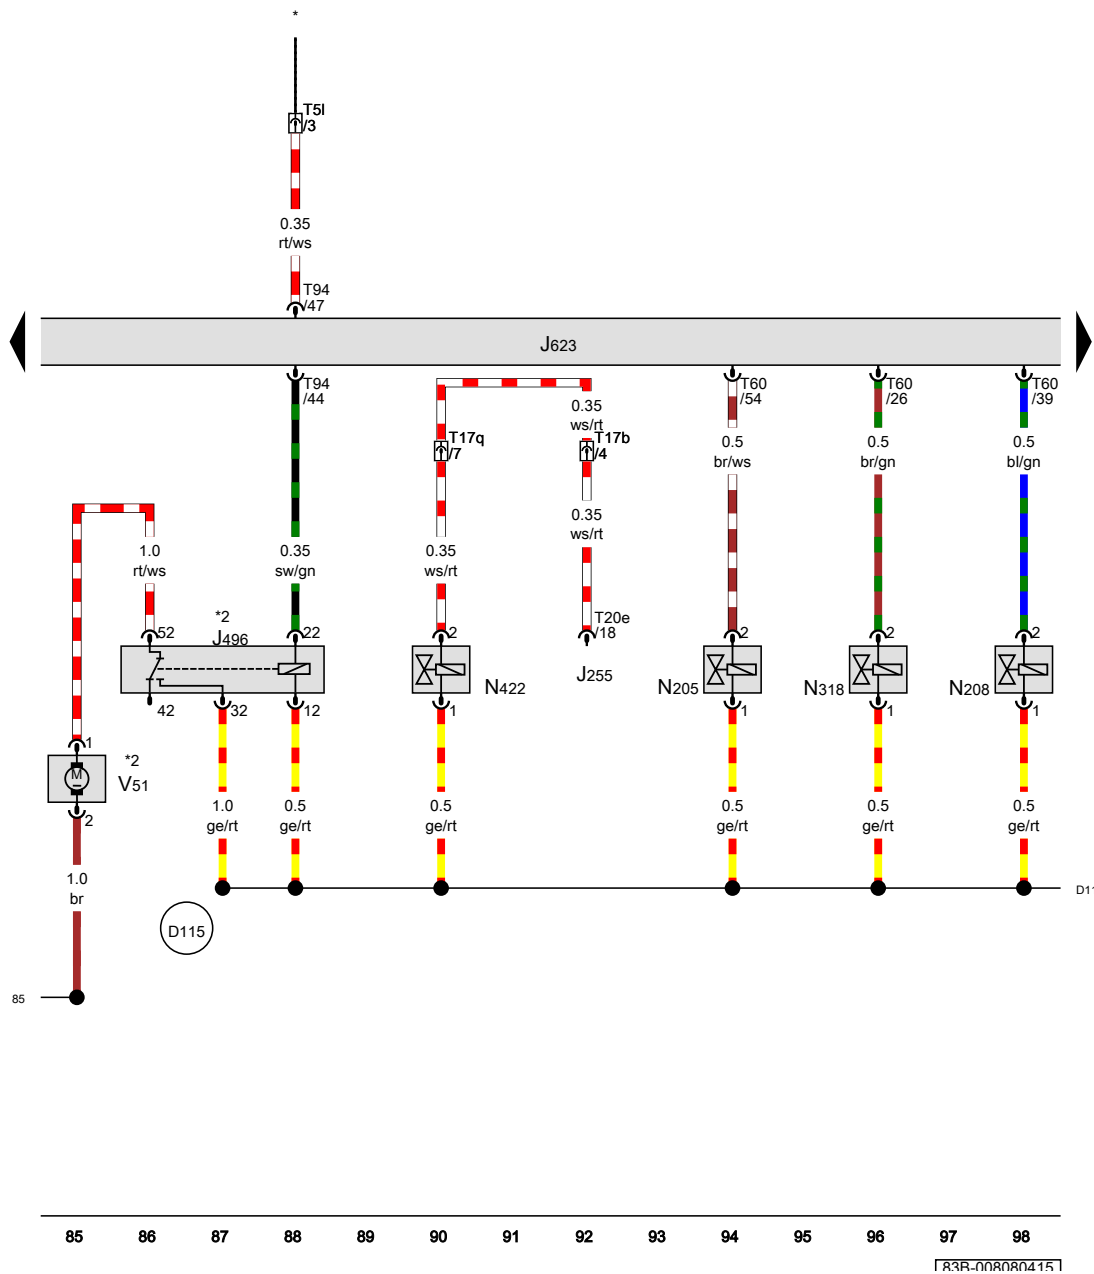 *
T5l
/3
0.35
rt/ws
T94
/47
J623
T94
/44
T60
/54
T60
/26
T60
/39
0.35
ws/rt
T17q
/7
T17b
/4
0.5
br/ws
0.5
br/gn
0.5
bl/gn
0.35
ws/rt
1.0
rt/ws
0.35
sw/gn
0.35
ws/rt
*2
J496
T20e
/18
52
22
2
2
2
2
J255
N422
N205
N318
N208
42
32
12
1
1
1
1
1
*2
V51
M
2
1.0
ge/rt
0.5
ge/rt
0.5
ge/rt
0.5
ge/rt
0.5
ge/rt
0.5
ge/rt
1.0
br
D115
85
85 86 87 88 89 90 91 92 93 94 95 96 97 98
83B-008080415